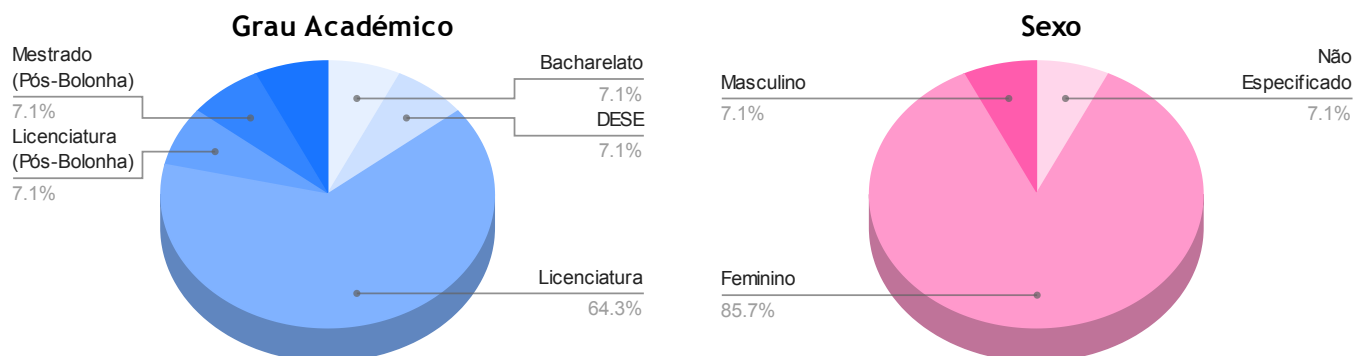 Grau Académico
Mestrado
(Pós-Bolonha)
7.1%
Licenciatura
(Pós-Bolonha)
7.1%
Bacharelato
7.1%
DESE
7.1%
Licenciatura
64.3%
Sexo
Masculino
7.1%
Não
Especificado
7.1%
Feminino
85.7%